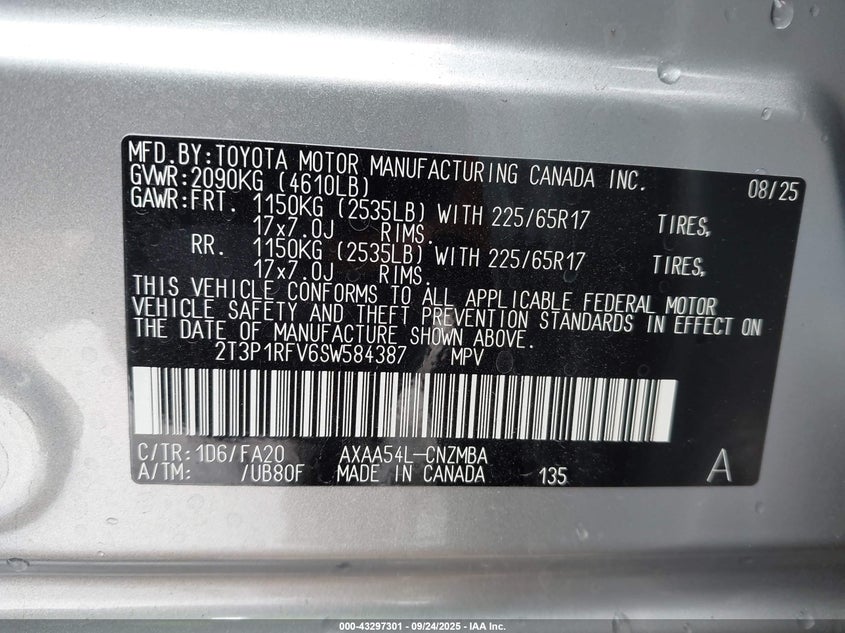 MFD.BY:TOYOTA MOTOR MANUFACTURING CANADA INC. 08/25
GVWR:2090KG (4610LB)
GAWR:FRT. 1150KG (2535LB) WITH 225/65R17 TIRES,
17x7.0J RIMS.
RR. 1150KG (2535LB) WITH 225/65R17 TIRES,
17x7.0J RIMS.
THIS VEHICLE CONFORMS TO ALL APPLICABLE FEDERAL MOTOR
VEHICLE SAFETY AND THEFT PREVENTION STANDARDS IN EFFECT ON
THE DATE OF MANUFACTURE SHOWN ABOVE.
2T3P1RFV6SW584387 MPV
C/TR:1D6/FA20 AXAA54L-CNZMBA
A/TM: /UB80F MADE IN CANADA 135 A
000-43297301 - 09/24/2025 - IAA Inc.